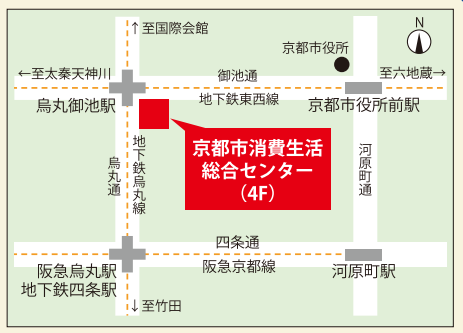 ↑至国際会館
N
京都市役所
←至太秦天神川
御池通
至六地蔵→
烏丸御池駅
地下鉄東西線
京都市役所前駅
京都市消費生活
総合センター
（4F）
烏丸通
地下鉄烏丸線
河原町通
四条通
阪急烏丸駅
地下鉄四条駅
阪急京都線
河原町駅
↓至竹田